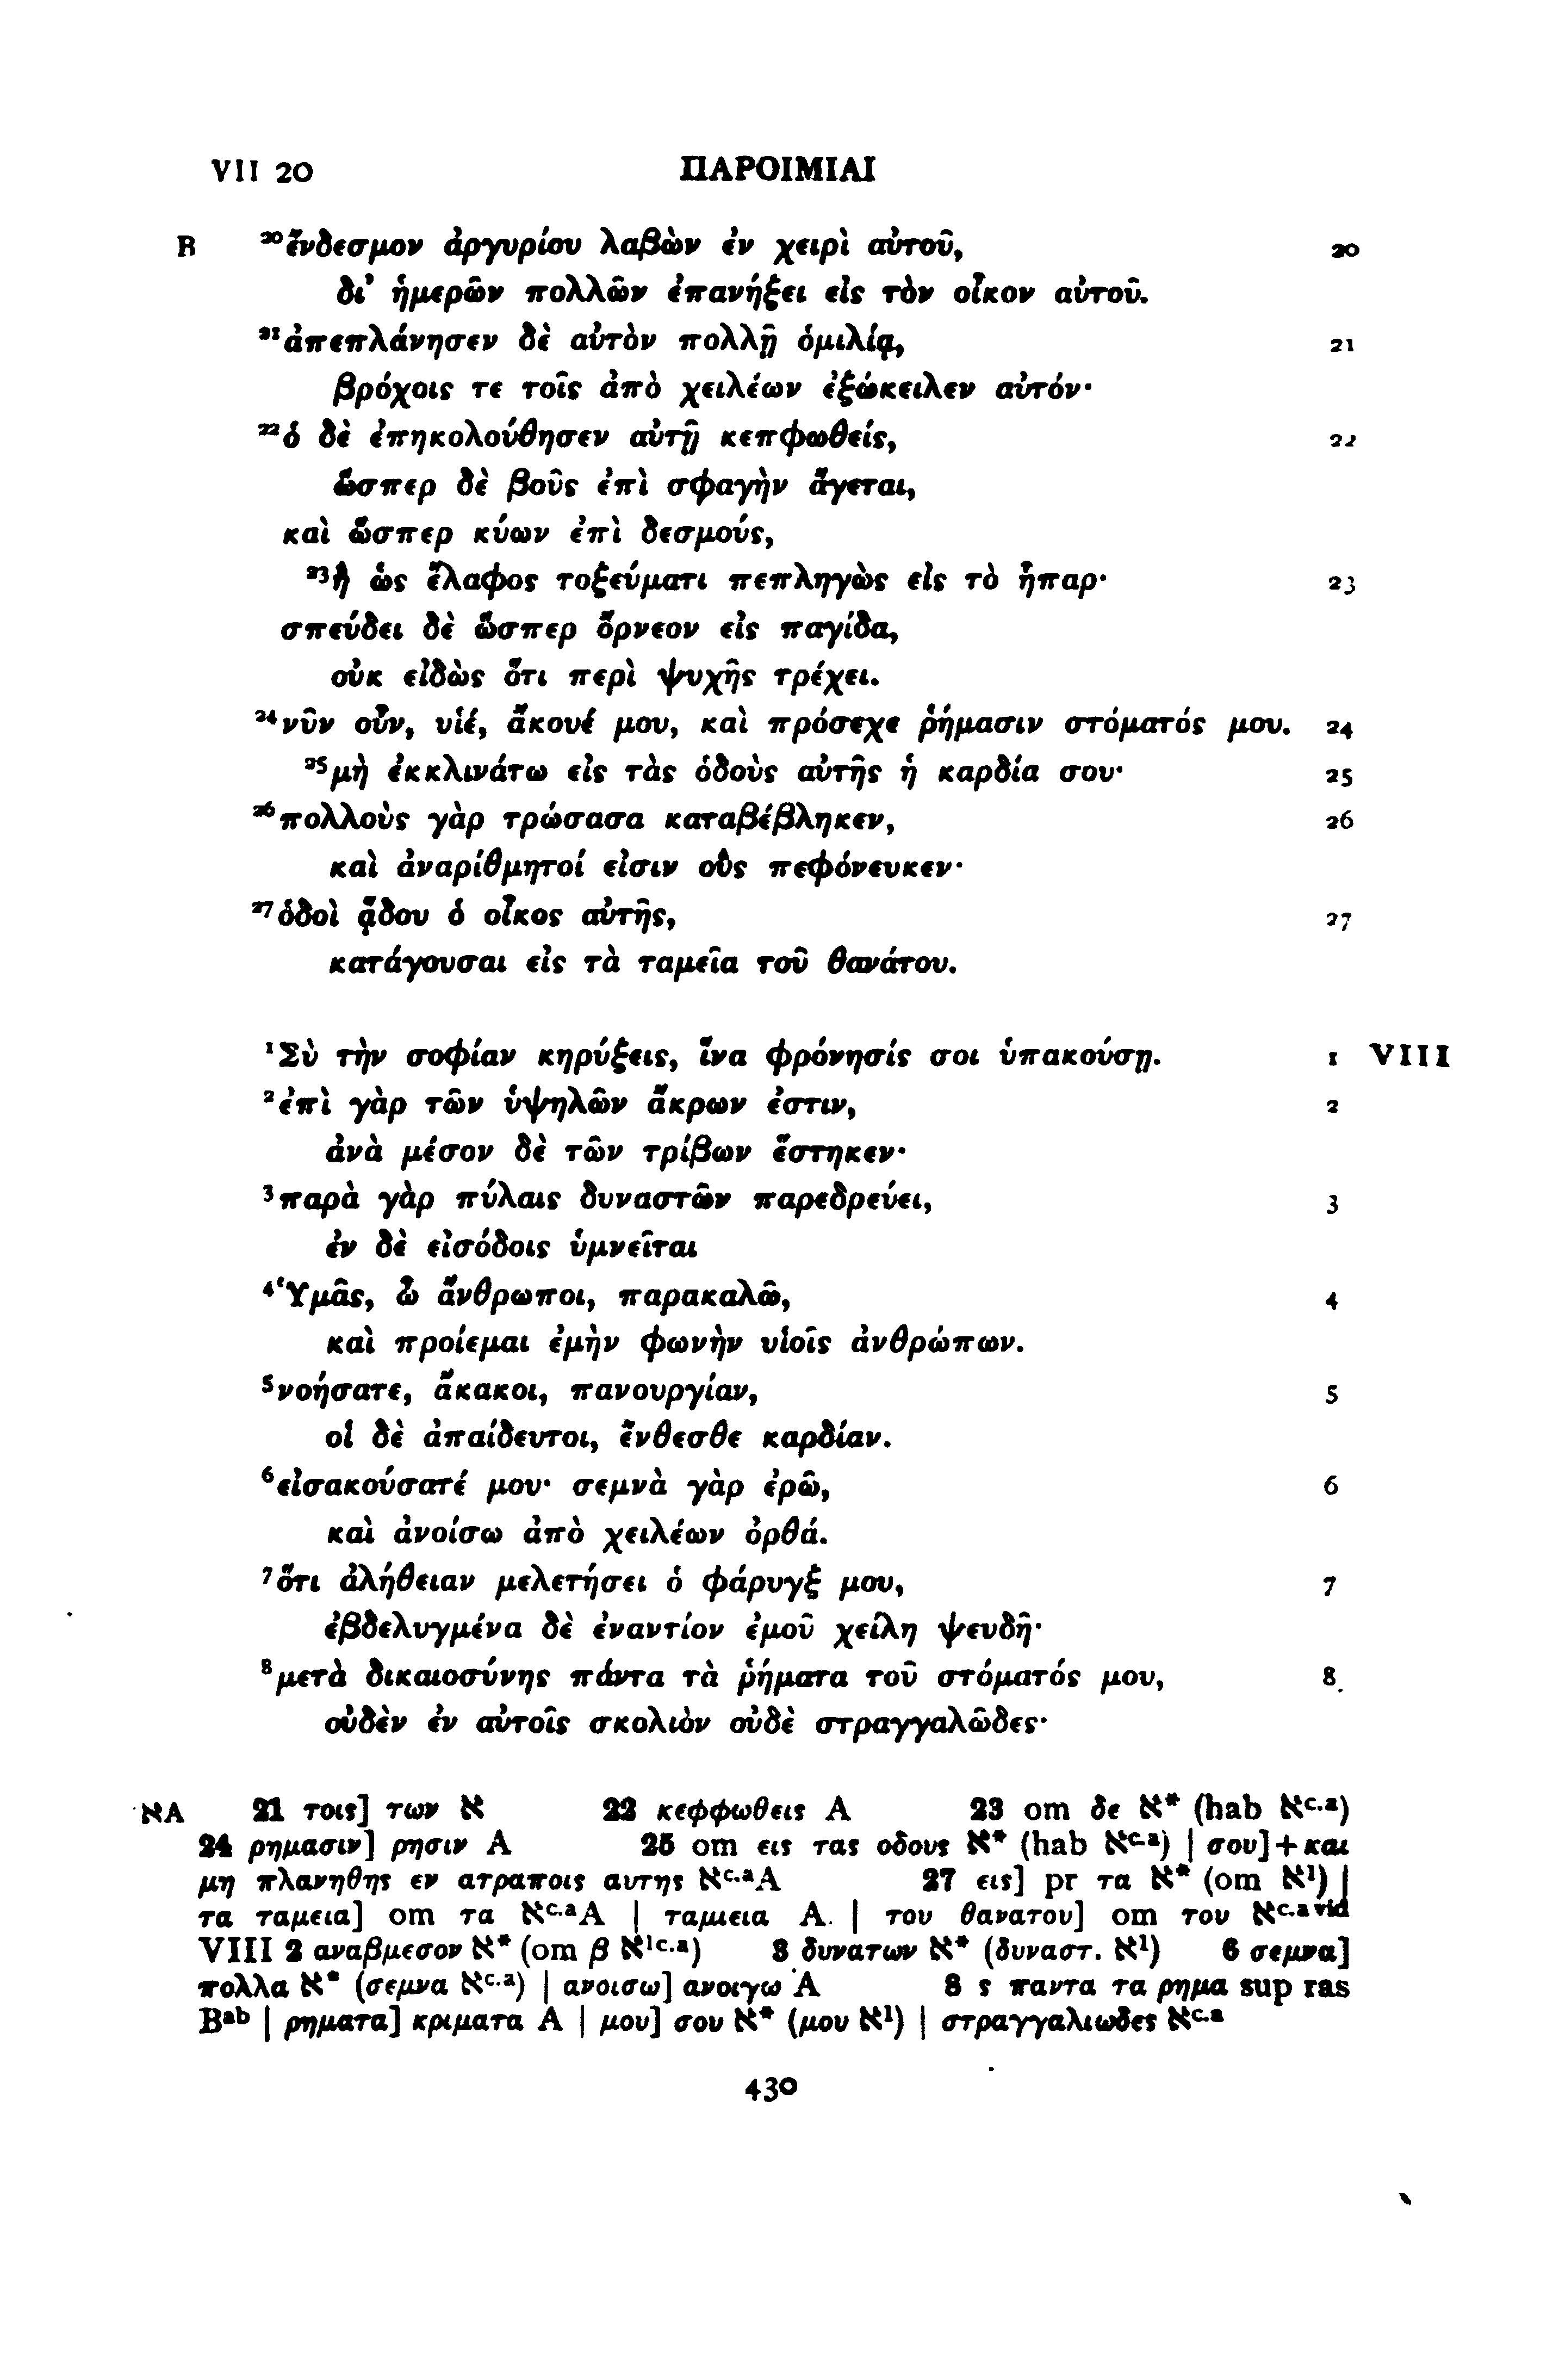 VII 20 ΠΑΡΟΙΜΙΑΙ
B ²⁰ἔνδεσμον ἀργυρίου λαβὼν ἐν χειρὶ αὐτοῦ, 20
δι’ ἡμερῶν πολλῶν ἐπανήξει εἰς τὸν οἶκον αὐτοῦ.
²¹ἀπεπλάνησεν δὲ αὐτὸν πολλῇ ὁμιλίᾳ, 21
βρόχοις τε τοῖς ἀπὸ χειλέων ἐξώκειλεν αὐτόν·
²²ὁ δὲ ἐπηκολούθησεν αὐτῇ κεπφωθείς, 22
ὥσπερ δὲ βοῦς ἐπὶ σφαγὴν ἄγεται,
καὶ ὥσπερ κύων ἐπὶ δεσμούς,
²³ἢ ὡς ἔλαφος τοξεύματι πεπληγὼς εἰς τὸ ἧπαρ· 23
σπεύδει δὲ ὥσπερ ὄρνεον εἰς παγίδα,
οὐκ εἰδὼς ὅτι περὶ ψυχῆς τρέχει.
²⁴νῦν οὖν, υἱέ, ἄκουέ μου, καὶ πρόσεχε ῥήμασιν στόματός μου. 24
²⁵μὴ ἐκκλινάτω εἰς τὰς ὁδοὺς αὐτῆς ἡ καρδία σου· 25
²⁶πολλοὺς γὰρ τρώσασα καταβέβληκεν, 26
καὶ ἀναρίθμητοί εἰσιν οὓς πεφόνευκεν·
²⁷ὁδοὶ ᾅδου ὁ οἶκος αὐτῆς, 27
κατάγουσαι εἰς τὰ ταμεῖα τοῦ θανάτου.
¹Σὺ τὴν σοφίαν κηρύξεις, ἵνα φρόνησίς σοι ὑπακούσῃ. 1 VIII
²ἐπὶ γὰρ τῶν ὑψηλῶν ἄκρων ἐστιν, 2
ἀνὰ μέσον δὲ τῶν τρίβων ἕστηκεν·
³παρὰ γὰρ πύλαις δυναστῶν παρεδρεύει, 3
ἐν δὲ εἰσόδοις ὑμνεῖται
⁴Ὑμᾶς, ὦ ἄνθρωποι, παρακαλῶ, 4
καὶ προίεμαι ἐμὴν φωνὴν υἱοῖς ἀνθρώπων.
⁵νοήσατε, ἄκακοι, πανουργίαν, 5
οἱ δὲ ἀπαίδευτοι, ἔνθεσθε καρδίαν.
⁶εἰσακούσατέ μου· σεμνὰ γὰρ ἐρῶ, 6
καὶ ἀνοίσω ἀπὸ χειλέων ὀρθά.
⁷ὅτι ἀλήθειαν μελετήσει ὁ φάρυγξ μου, 7
ἐβδελυγμένα δὲ ἐναντίον ἐμοῦ χείλη ψευδῆ·
⁸μετὰ δικαιοσύνης πάντα τὰ ῥήματα τοῦ στόματός μου, 8
οὐδὲν ἐν αὐτοῖς σκολιὸν οὐδὲ στραγγαλῶδες·
אA 21 τοις] των א 22 κεφφωθεις A 23 om δε א* (hab אᶜ·ᵃ)
24 ρημασιν] ρησιν A 25 om εις τας οδους א* (hab אᶜ·ᵃ) | σου]+και
μη πλανηθης εν ατραποις αυτης אᶜ·ᵃA 27 εις] pr τα א* (om א¹) |
τα ταμεια] om τα אᶜ·ᵃA | ταμιεια A | του θανατου] om του אᶜ·ᵃ ᵛⁱᵈ
VIII 2 αναβμεσον א* (om β א¹ᶜ·ᵃ) 3 δυνατων א* (δυναστ. א¹) 6 σεμνα]
πολλα א* (σεμνα אᶜ·ᵃ) | ανοισω] ανοιγω A 8 ς παντα τα ρημα sup ras
Bᵃᵇ | ρηματα] κριματα A | μου] σου א* (μου א¹) | στραγγαλιωδες אᶜ·ᵃ
430